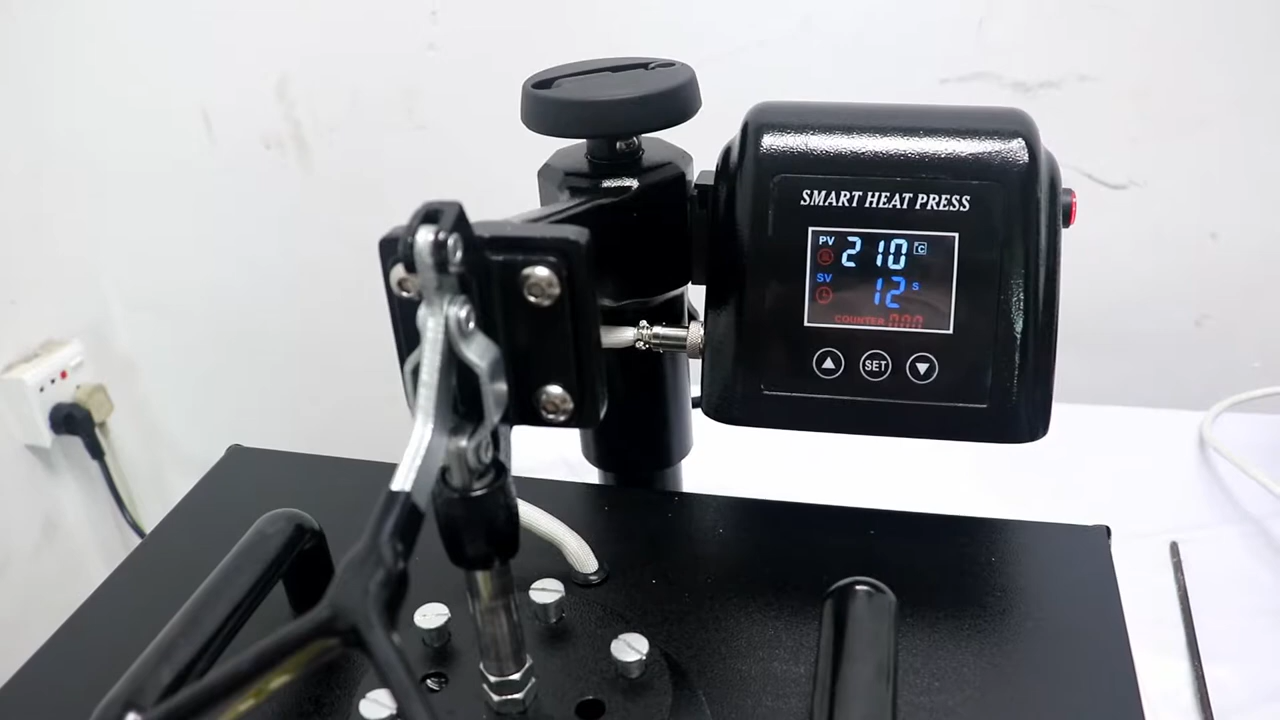 SMART HEAT PRESS
PV 210 °C
SV 12 S
COUNTER 000
SET